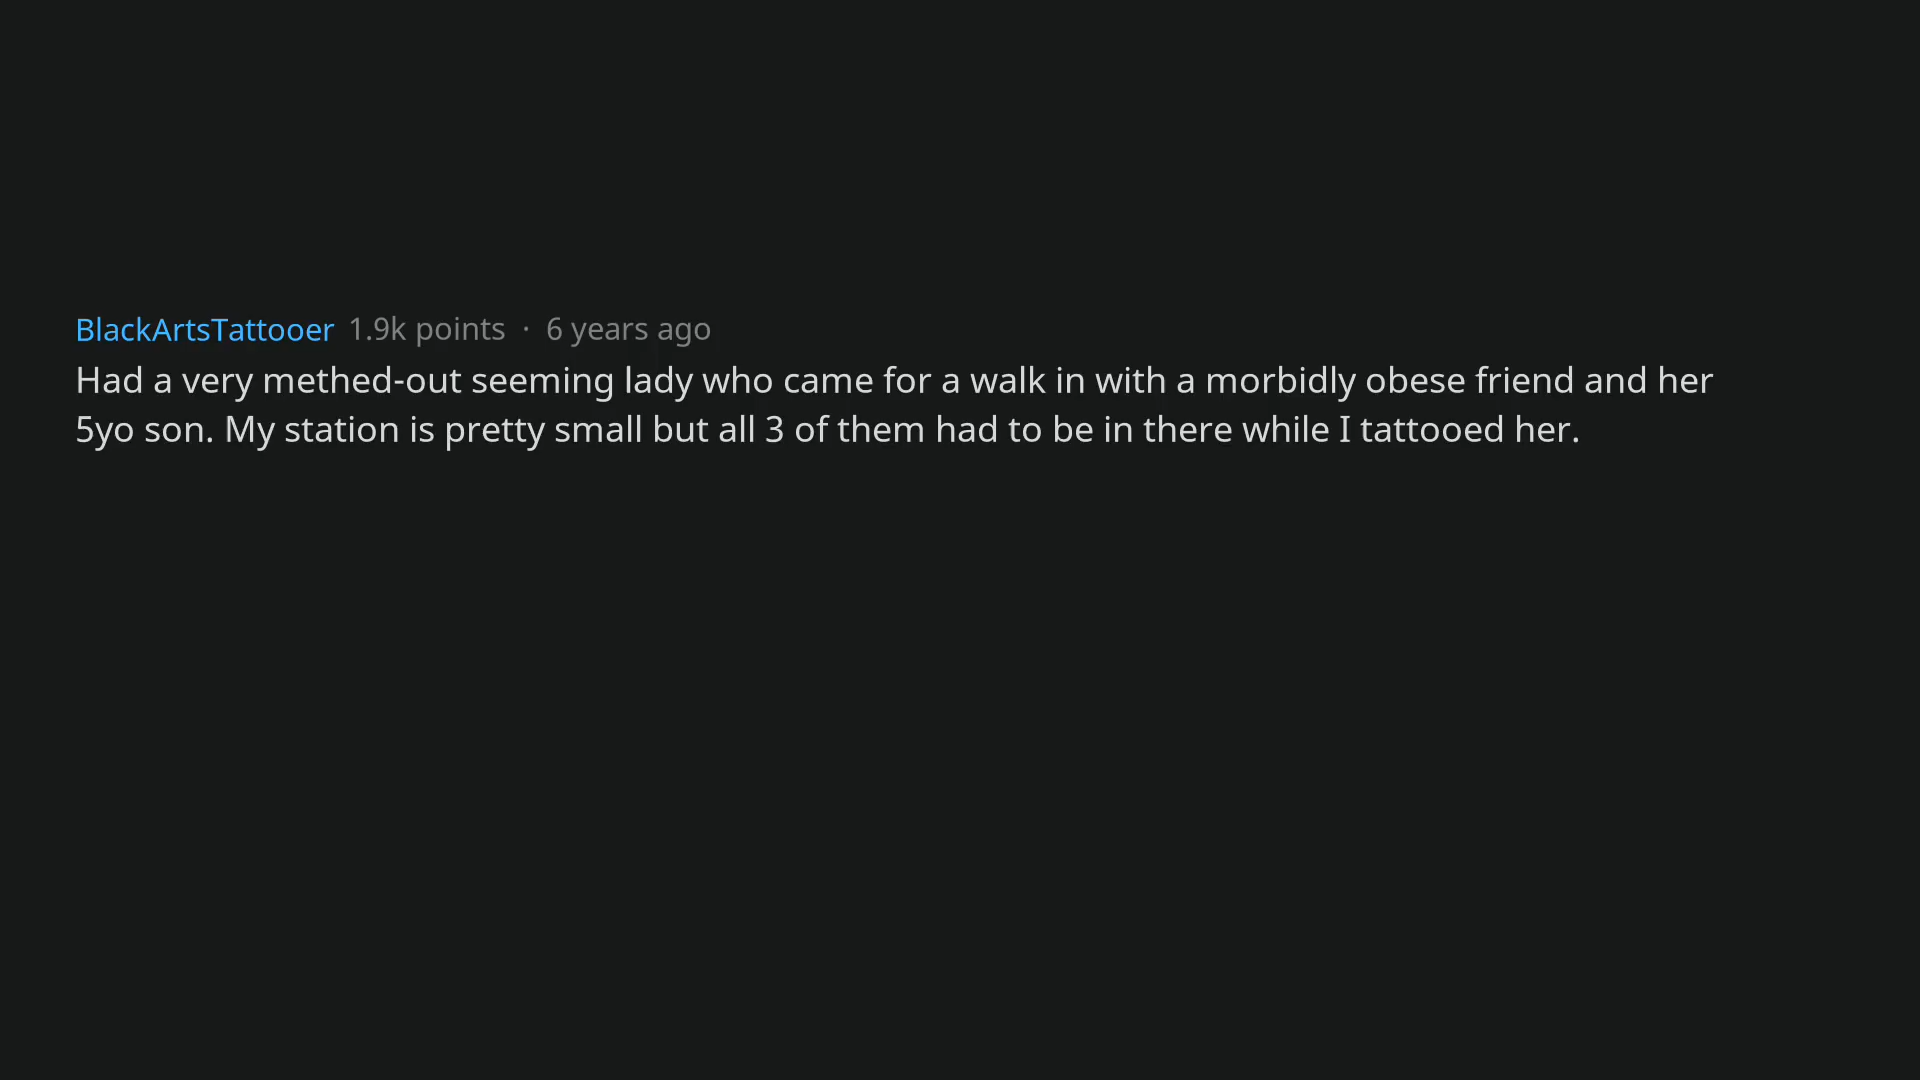 BlackArtsTattooer 1.9k points · 6 years ago
Had a very methed-out seeming lady who came for a walk in with a morbidly obese friend and her
5yo son. My station is pretty small but all 3 of them had to be in there while I tattooed her.